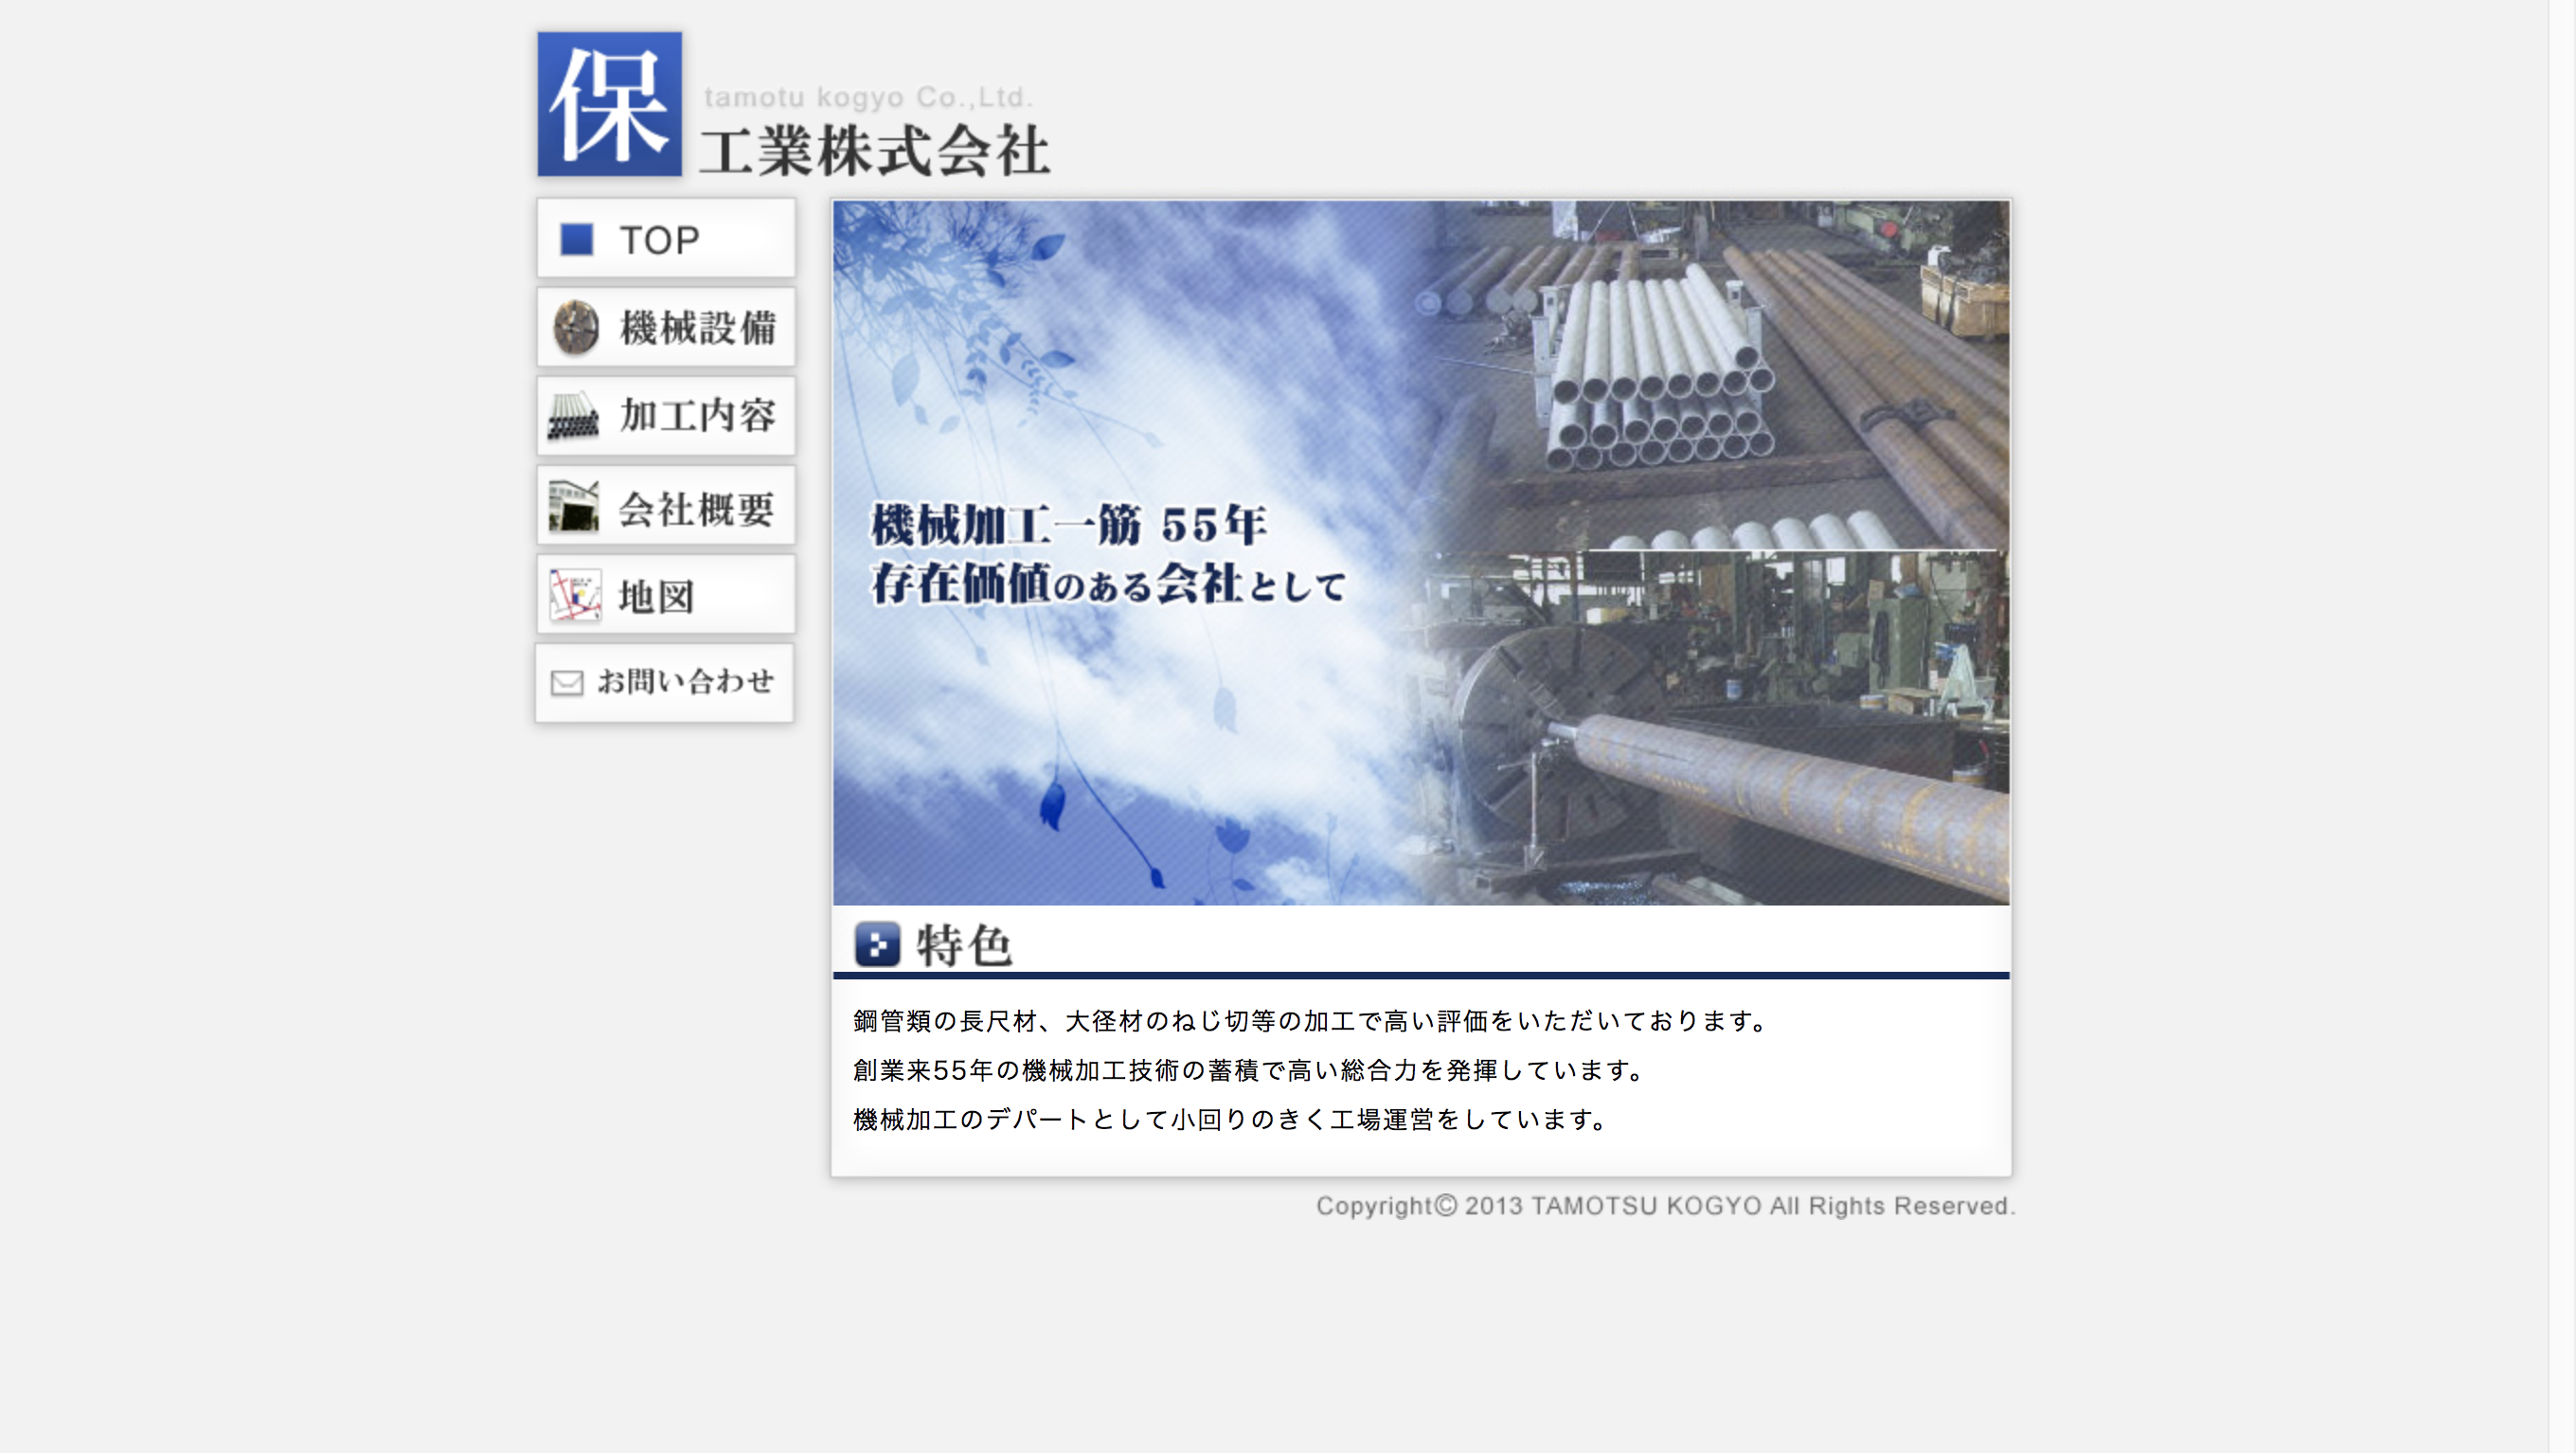 保
tamotu kogyo Co.,Ltd.
工業株式会社
TOP
機械設備
加工内容
会社概要
地図
お問い合わせ
機械加工一筋 55年
存在価値のある会社として
特色
鋼管類の長尺材、大径材のねじ切等の加工で高い評価をいただいております。
創業来55年の機械加工技術の蓄積で高い総合力を発揮しています。
機械加工のデパートとして小回りのきく工場運営をしています。
Copyright© 2013 TAMOTSU KOGYO All Rights Reserved.